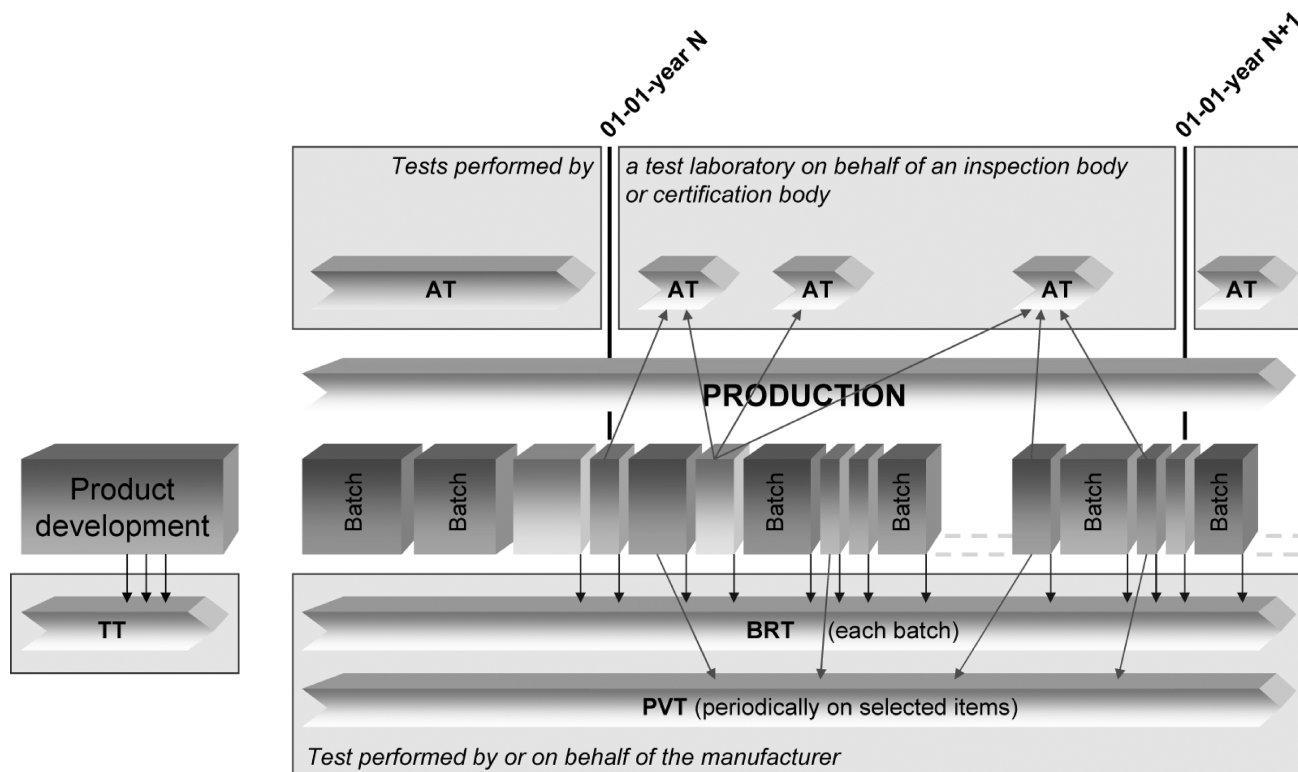 01-01-year N
01-01-year N+1
Tests performed by
a test laboratory on behalf of an inspection body
or certification body
AT
AT
AT
AT
AT
PRODUCTION
Product
development
Batch
Batch
Batch
Batch
Batch
Batch
TT
BRT (each batch)
PVT (periodically on selected items)
Test performed by or on behalf of the manufacturer